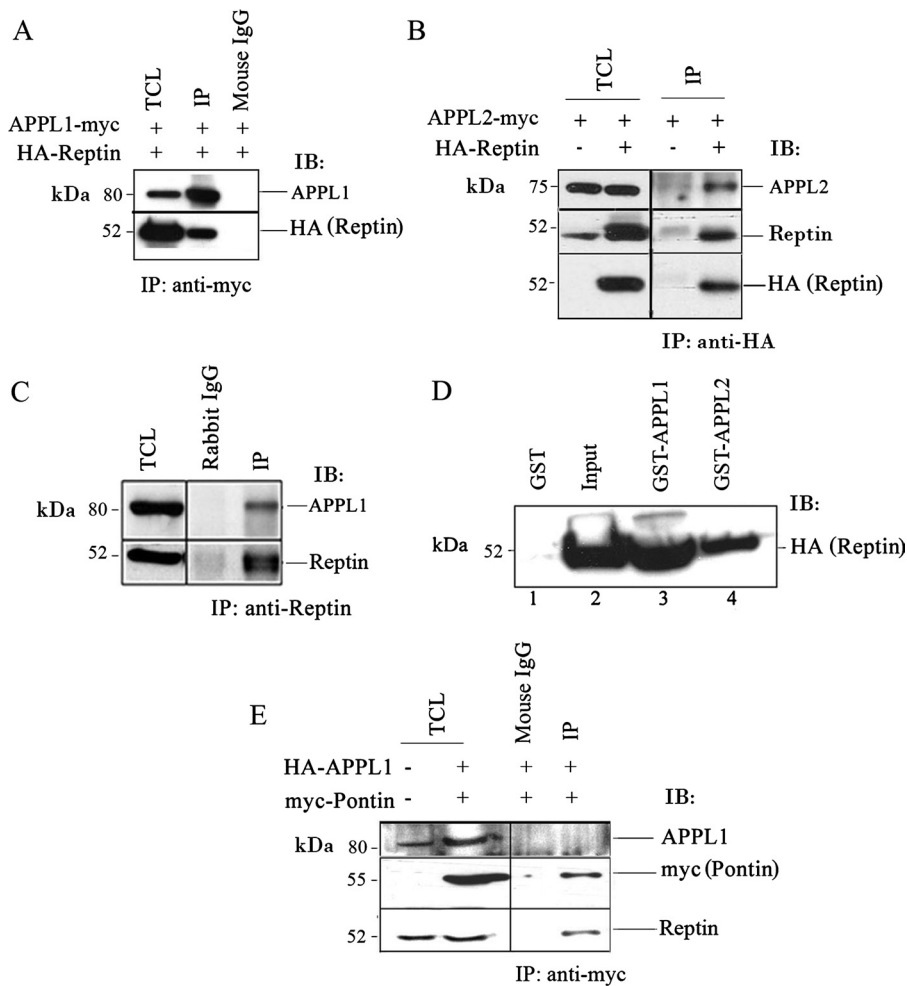 A
TCL
IP
Mouse IgG
APPL1-myc + + +
HA-Reptin + + +
IB:
kDa 80 - APPL1
52 - HA (Reptin)
IP: anti-myc
B
TCL
IP
APPL2-myc + + + +
HA-Reptin - + - +
IB:
kDa 75 - APPL2
52 - Reptin
52 - HA (Reptin)
IP: anti-HA
C
TCL
Rabbit IgG
IP
IB:
kDa 80 - APPL1
52 - Reptin
IP: anti-Reptin
D
GST
Input
GST-APPL1
GST-APPL2
IB:
kDa 52 - HA (Reptin)
1 2 3 4
E
TCL
Mouse IgG
IP
HA-APPL1 - + + +
myc-Pontin - + + +
IB:
kDa 80 - APPL1
55 - myc (Pontin)
52 - Reptin
IP: anti-myc